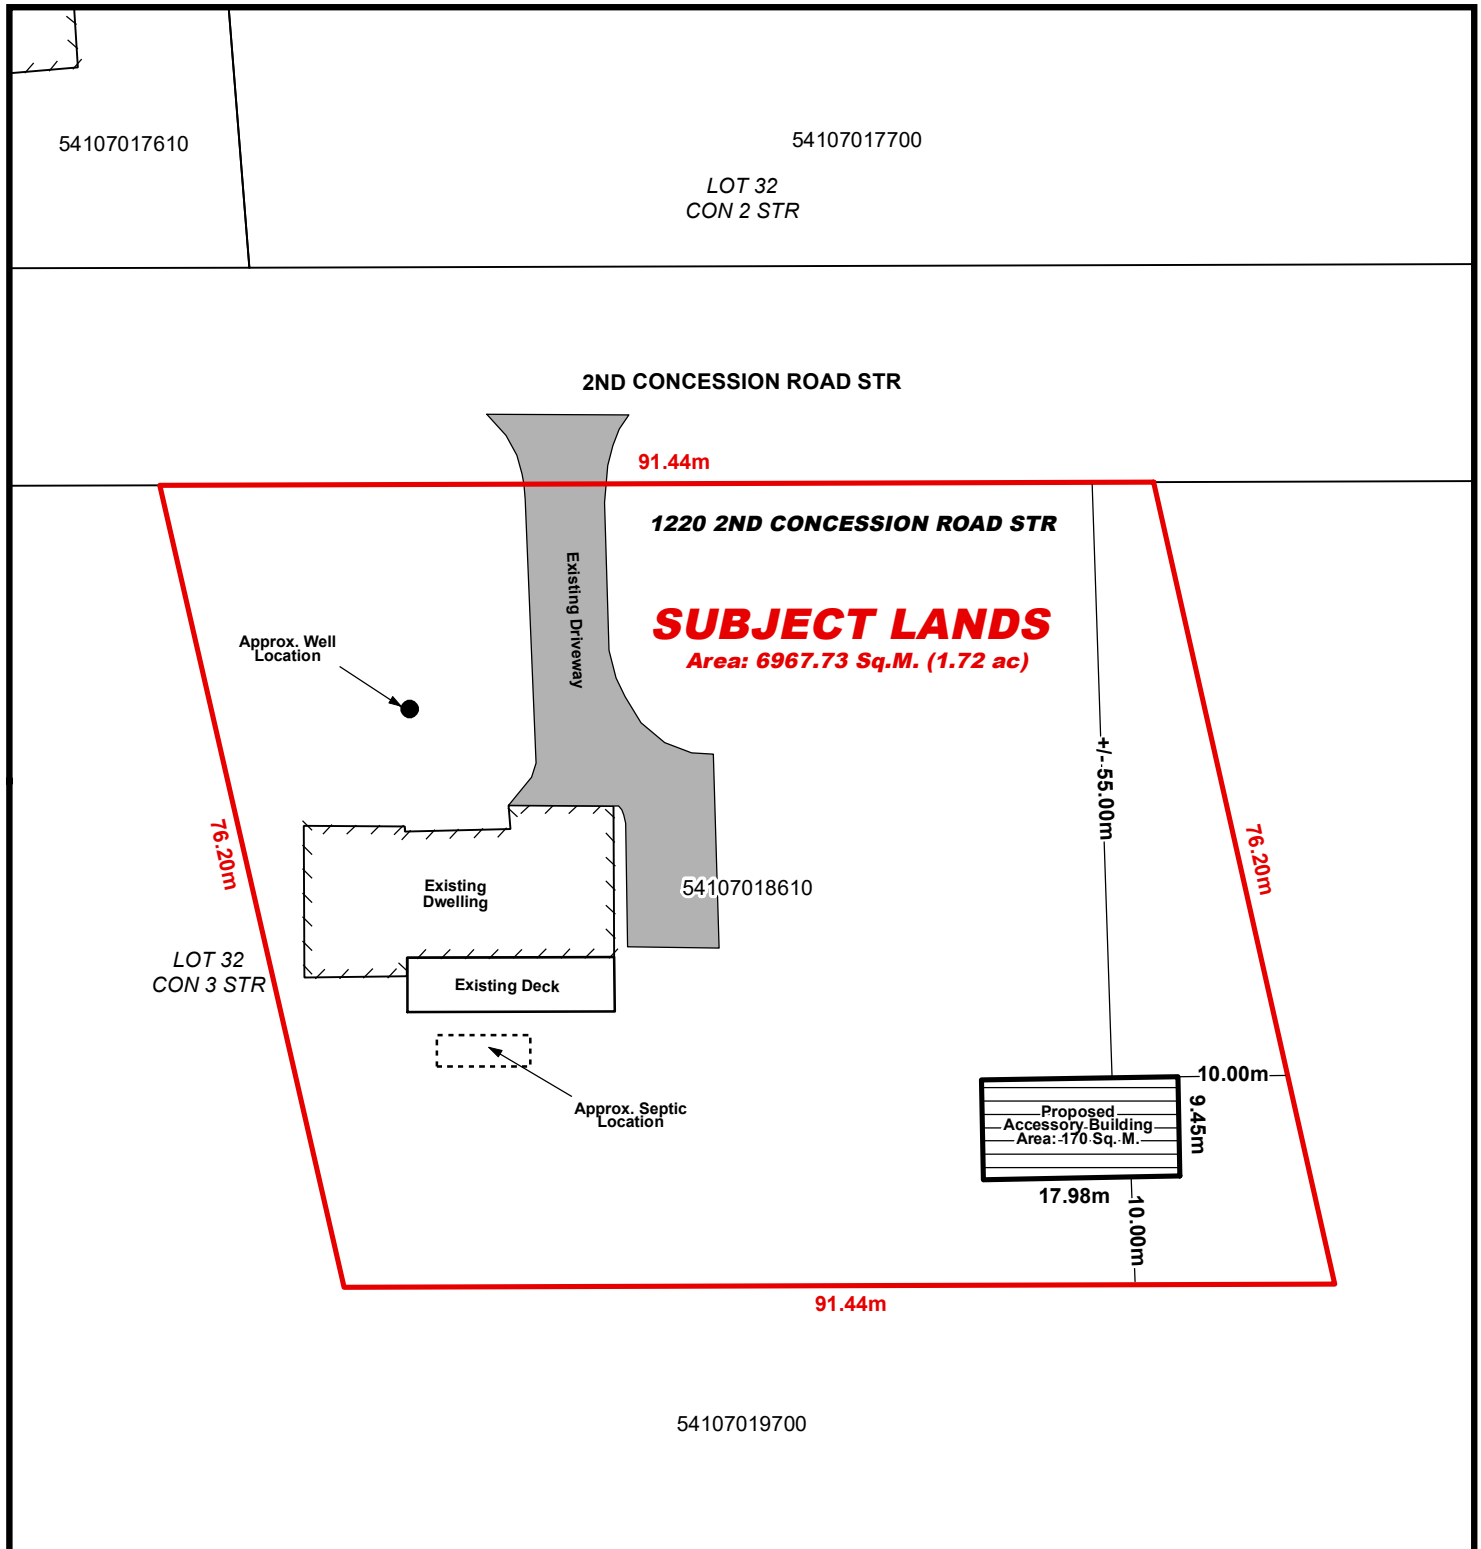 54107017610
54107017700
LOT 32
CON 2 STR
2ND CONCESSION ROAD STR
91.44m
1220 2ND CONCESSION ROAD STR
Existing Driveway
SUBJECT LANDS
Area: 6967.73 Sq.M. (1.72 ac)
Approx. Well
Location
+/- 55.00m
76.20m
76.20m
Existing
Dwelling
54107018610
LOT 32
CON 3 STR
Existing Deck
Approx. Septic
Location
10.00m
9.45m
Proposed
Accessory Building
Area: 170 Sq. M.
17.98m
10.00m
91.44m
54107019700